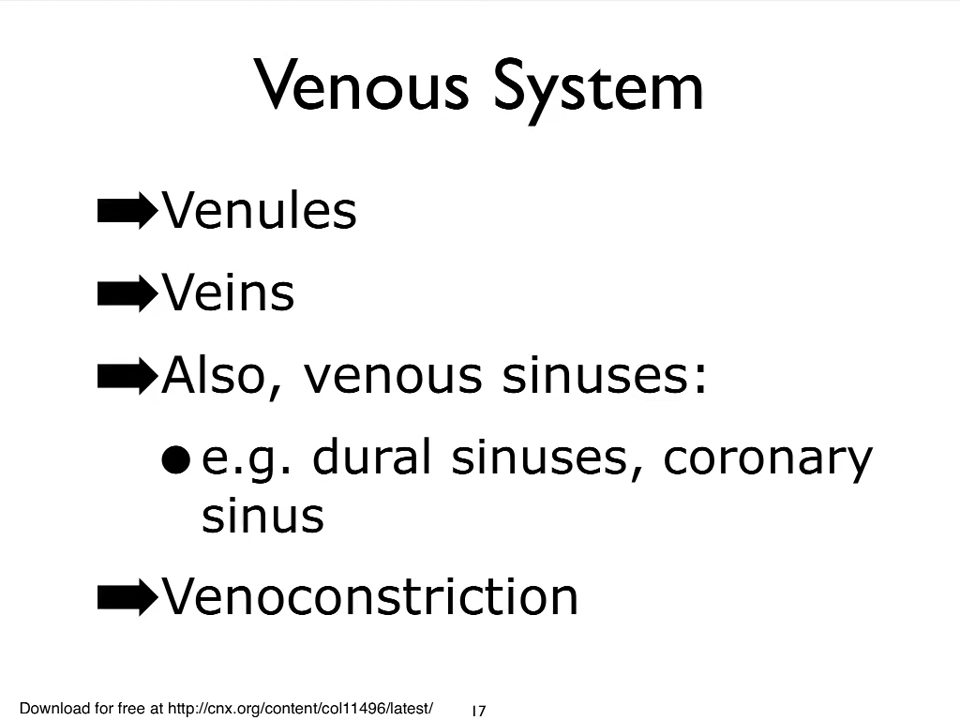 Venous System
Venules
Veins
Also, venous sinuses:
e.g. dural sinuses, coronary
sinus
Venoconstriction
Download for free at http://cnx.org/content/col11496/latest/ 17